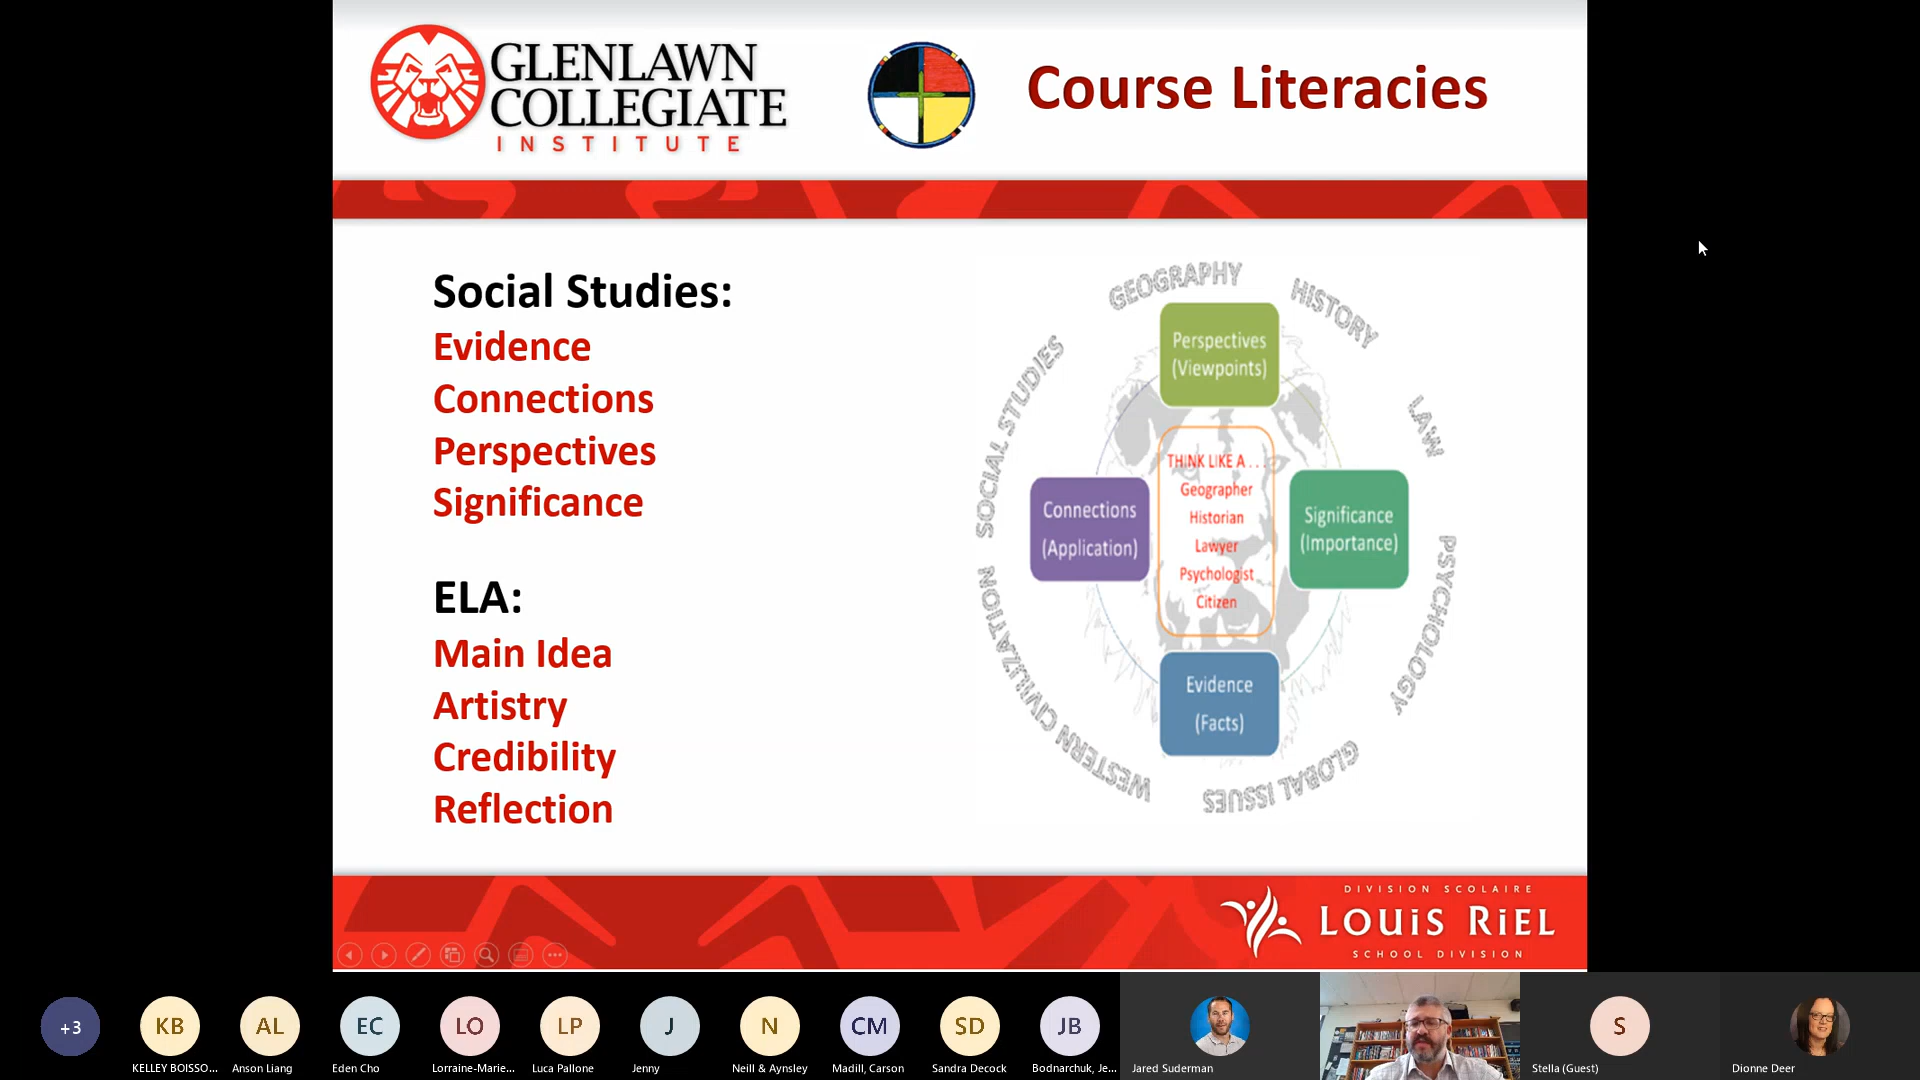 GLENLAWN
COLLEGIATE
INSTITUTE
Course Literacies
Social Studies:
Evidence
Connections
Perspectives
Significance
ELA:
Main Idea
Artistry
Credibility
Reflection
GEOGRAPHY
HISTORY
LAW
PSYCHOLOGY
GLOBAL ISSUES
WESTERN CIVILIZATION
SOCIAL STUDIES
Perspectives
(Viewpoints)
THINK LIKE A . . .
Geographer
Historian
Lawyer
Psychologist
Citizen
Connections
(Application)
Significance
(Importance)
Evidence
(Facts)
DIVISION SCOLAIRE
LOUiS RiEL
SCHOOL DIVISION
+3
KB
AL
EC
LO
LP
J
N
CM
SD
JB
S
KELLEY BOISSO...
Anson Liang
Eden Cho
Lorraine-Marie...
Luca Pallone
Jenny
Neill & Aynsley
Madill, Carson
Sandra Decock
Bodnarchuk, Je...
Jared Suderman
Stella (Guest)
Dionne Deer